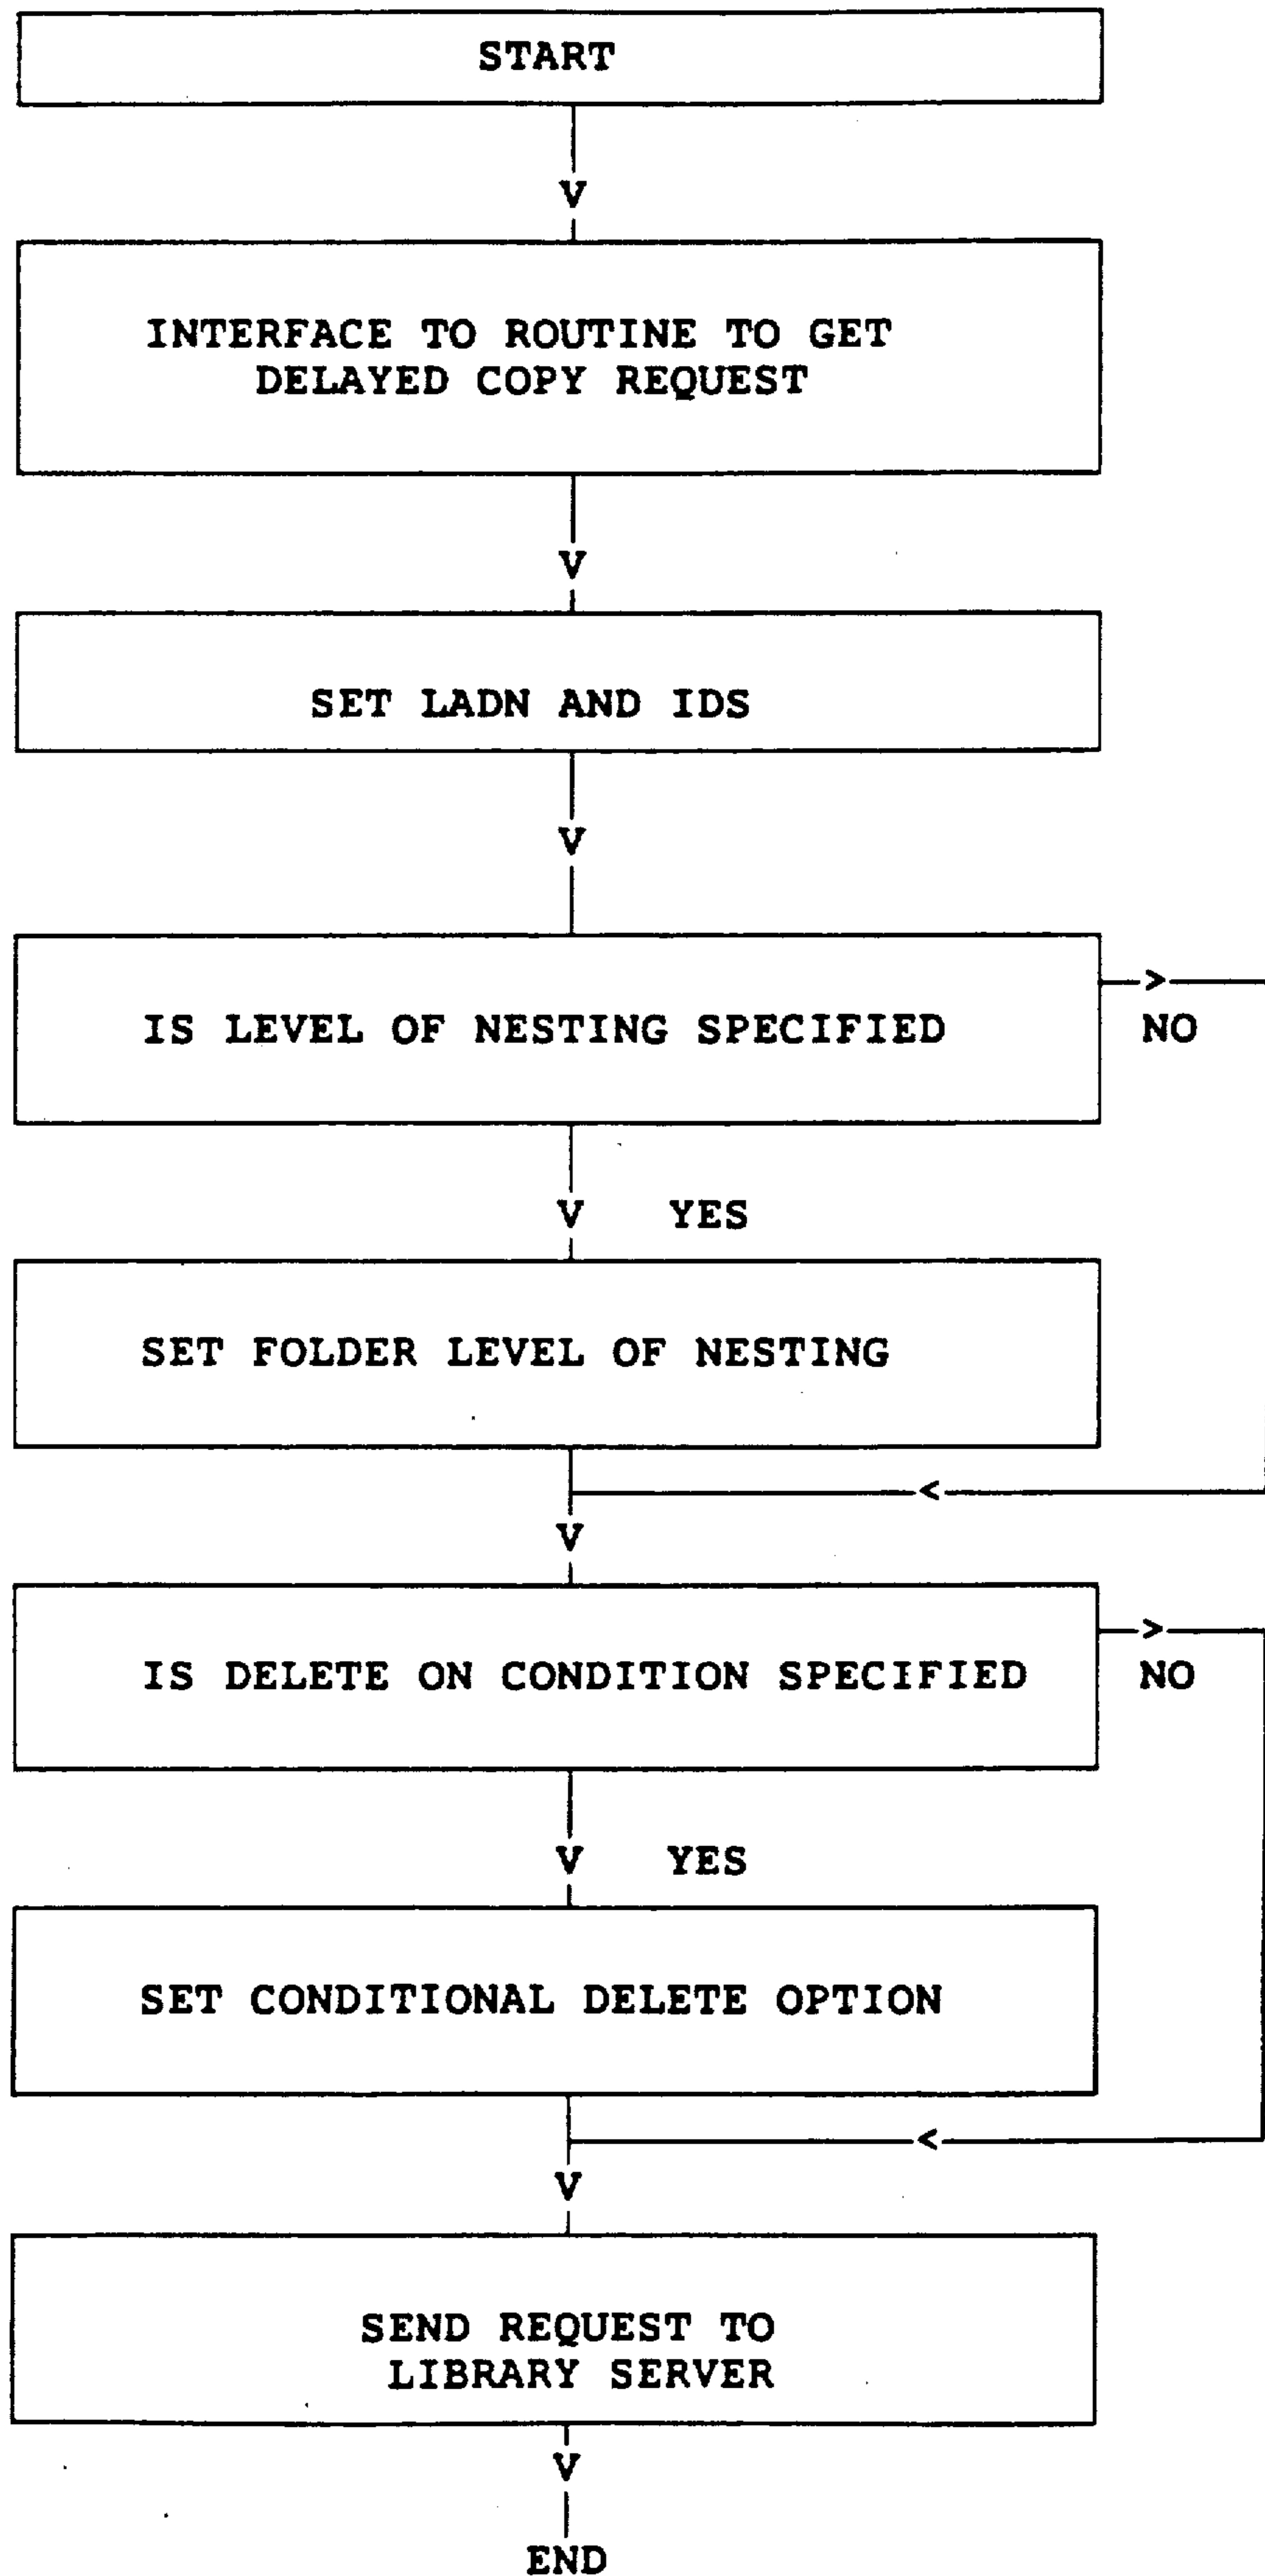 START
V
INTERFACE TO ROUTINE TO GET
DELAYED COPY REQUEST
V
SET LADN AND IDS
V
>
IS LEVEL OF NESTING SPECIFIED
NO
V YES
SET FOLDER LEVEL OF NESTING
<
V
>
IS DELETE ON CONDITION SPECIFIED
NO
V YES
SET CONDITIONAL DELETE OPTION
<
V
SEND REQUEST TO
LIBRARY SERVER
V
END